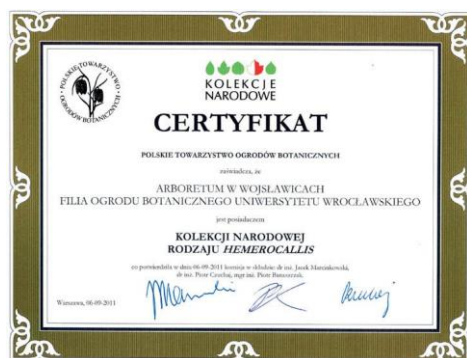 POLSKIE TOWARZYSTWO OGRODÓW BOTANICZNYCH
KOLEKCJE
NARODOWE
CERTYFIKAT
POLSKIE TOWARZYSTWO OGRODÓW BOTANICZNYCH
zaświadcza, że
ARBORETUM W WOJSŁAWICACH
FILIA OGRODU BOTANICZNEGO UNIWERSYTETU WROCŁAWSKIEGO
jest posiadaczem
KOLEKCJI NARODOWEJ
RODZAJU HEMEROCALLIS
co potwierdziła w dniu 06-09-2011 komisja w składzie: dr inż. Jacek Marcinkowski,
dr inż. Piotr mgr inż. Piotr Banaszczak.
Warszawa, 06-09-2011